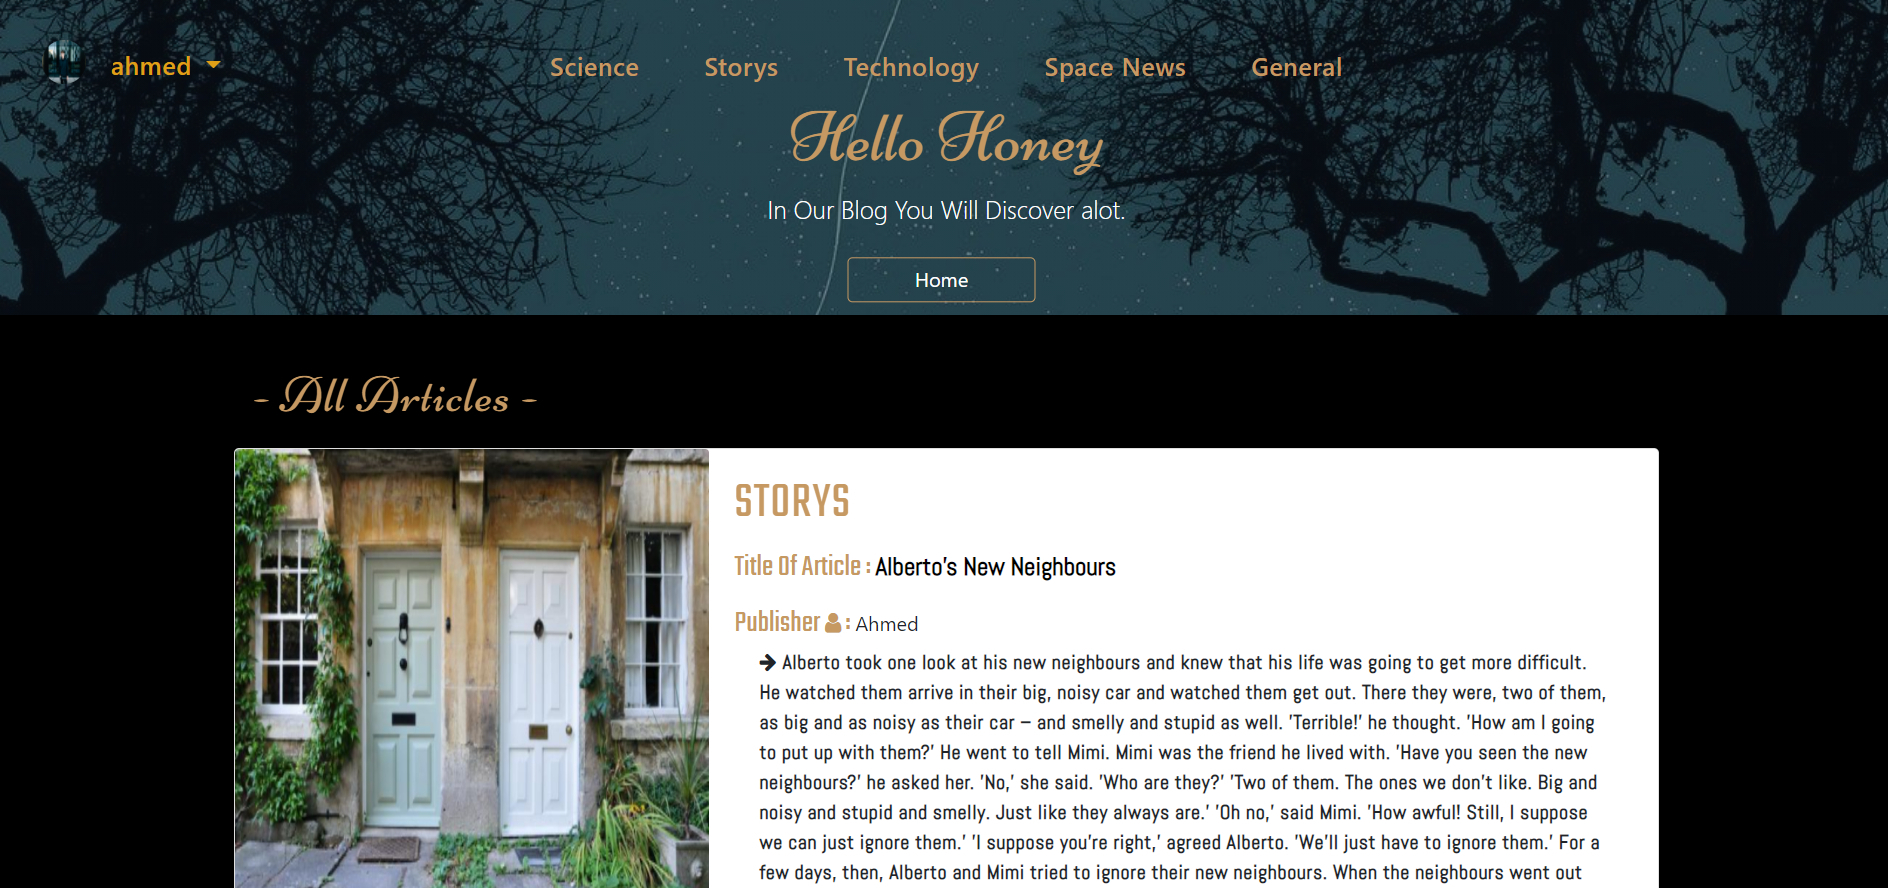 ahmed
Science Storys Technology Space News General
Hello Honey
In Our Blog You Will Discover alot.
Home
- All Articles -
STORYS
Title Of Article : Alberto's New Neighbours
Publisher : Ahmed
Alberto took one look at his new neighbours and knew that his life was going to get more difficult.
He watched them arrive in their big, noisy car and watched them get out. There they were, two of them,
as big and as noisy as their car – and smelly and stupid as well. 'Terrible!' he thought. 'How am I going
to put up with them?' He went to tell Mimi. Mimi was the friend he lived with. 'Have you seen the new
neighbours?' he asked her. 'No,' she said. 'Who are they?' 'Two of them. The ones we don't like. Big and
noisy and stupid and smelly. Just like they always are.' 'Oh no,' said Mimi. 'How awful! Still, I suppose
we can just ignore them.' 'I suppose you're right,' agreed Alberto. 'We'll just have to ignore them.' For a
few days, then, Alberto and Mimi tried to ignore their new neighbours. When the neighbours went out